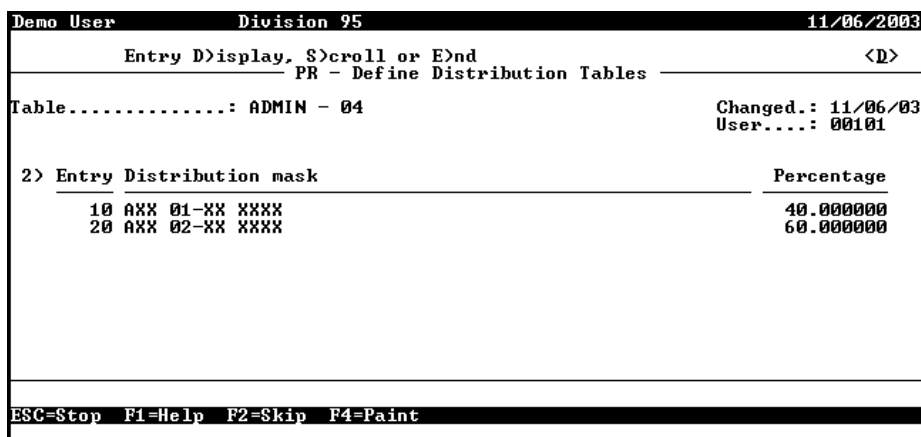 Demo User Division 95 11/06/2003
Entry D)isplay, S)croll or E)nd <D>
PR - Define Distribution Tables
Table..............: ADMIN - 04 Changed.: 11/06/03
User....: 00101
2) Entry Distribution mask Percentage
10 AXX 01-XX XXXX 40.000000
20 AXX 02-XX XXXX 60.000000
ESC=Stop F1=Help F2=Skip F4=Paint